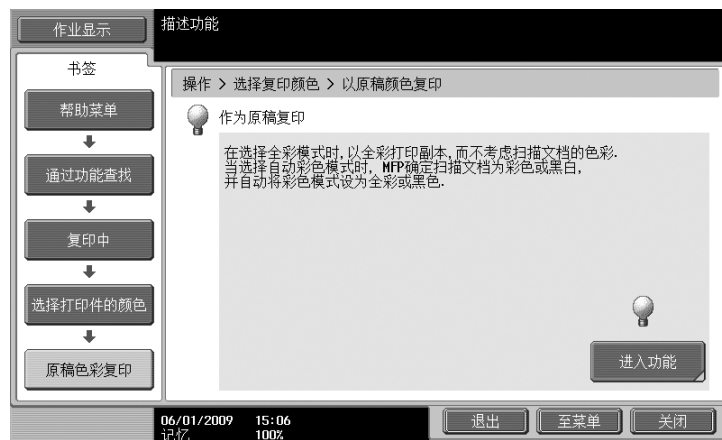 作业显示
描述功能
书签
帮助菜单
通过功能查找
复印中
选择打印件的颜色
原稿色彩复印
操作 > 选择复印颜色 > 以原稿颜色复印
作为原稿复印
在选择全彩模式时,以全彩打印副本,而不考虑扫描文档的色彩.
当选择自动彩色模式时, MFP确定扫描文档为彩色或黑白,
并自动将彩色模式设为全彩或黑色.
进入功能
06/01/2009 15:06
记忆 100%
退出
至菜单
关闭